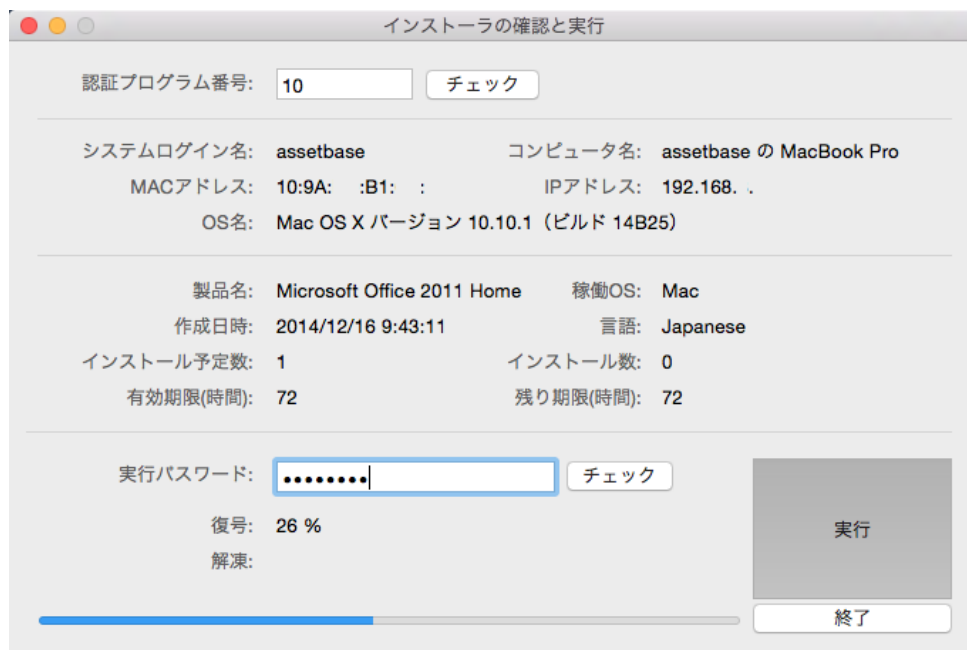 インストーラの確認と実行
認証プログラム番号: 10 チェック
システムログイン名: assetbase コンピュータ名: assetbase の MacBook Pro
MACアドレス: 10:9A: :B1: : IPアドレス: 192.168. .
OS名: Mac OS X バージョン 10.10.1（ビルド 14B25）
製品名: Microsoft Office 2011 Home 稼働OS: Mac
作成日時: 2014/12/16 9:43:11 言語: Japanese
インストール予定数: 1 インストール数: 0
有効期限(時間): 72 残り期限(時間): 72
実行パスワード: •••••••• チェック
復号: 26 % 実行
解凍:
終了